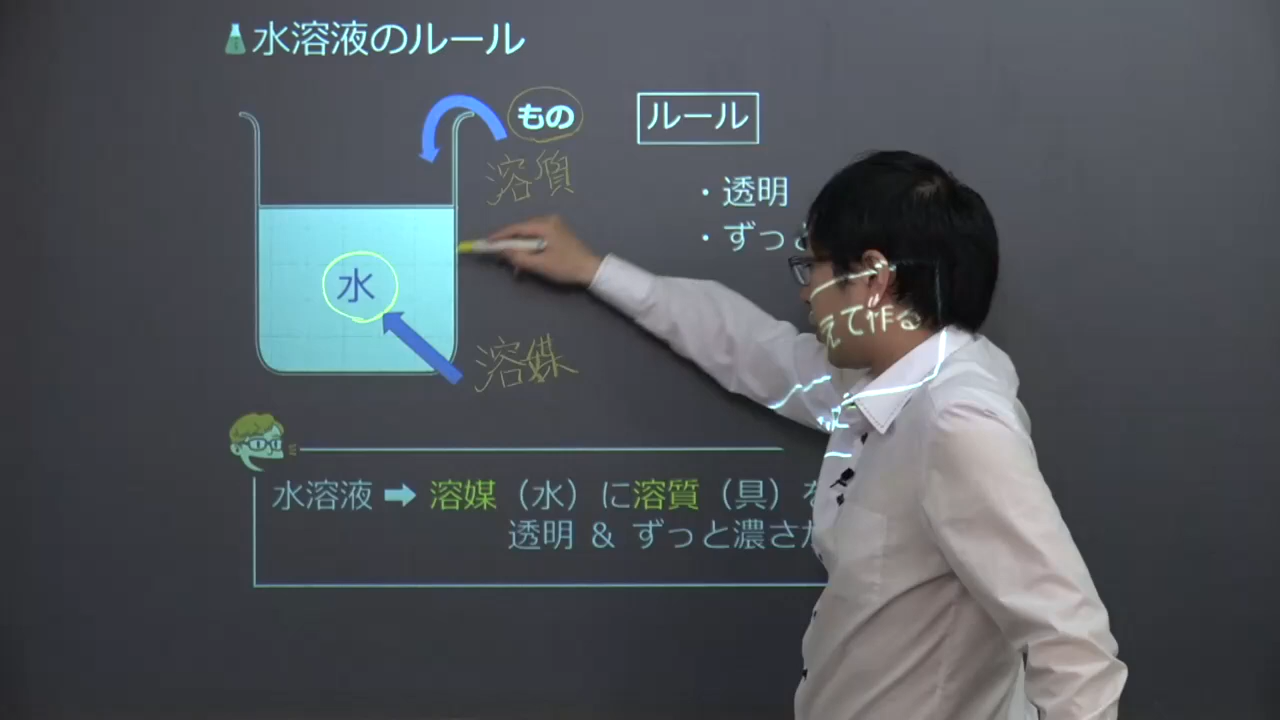 水溶液のルール
もの
溶質
水
溶媒
ルール
・透明
・ずっと
水溶液 ➡ 溶媒（水）に溶質（具）を
えて作る
透明 & ずっと濃さが